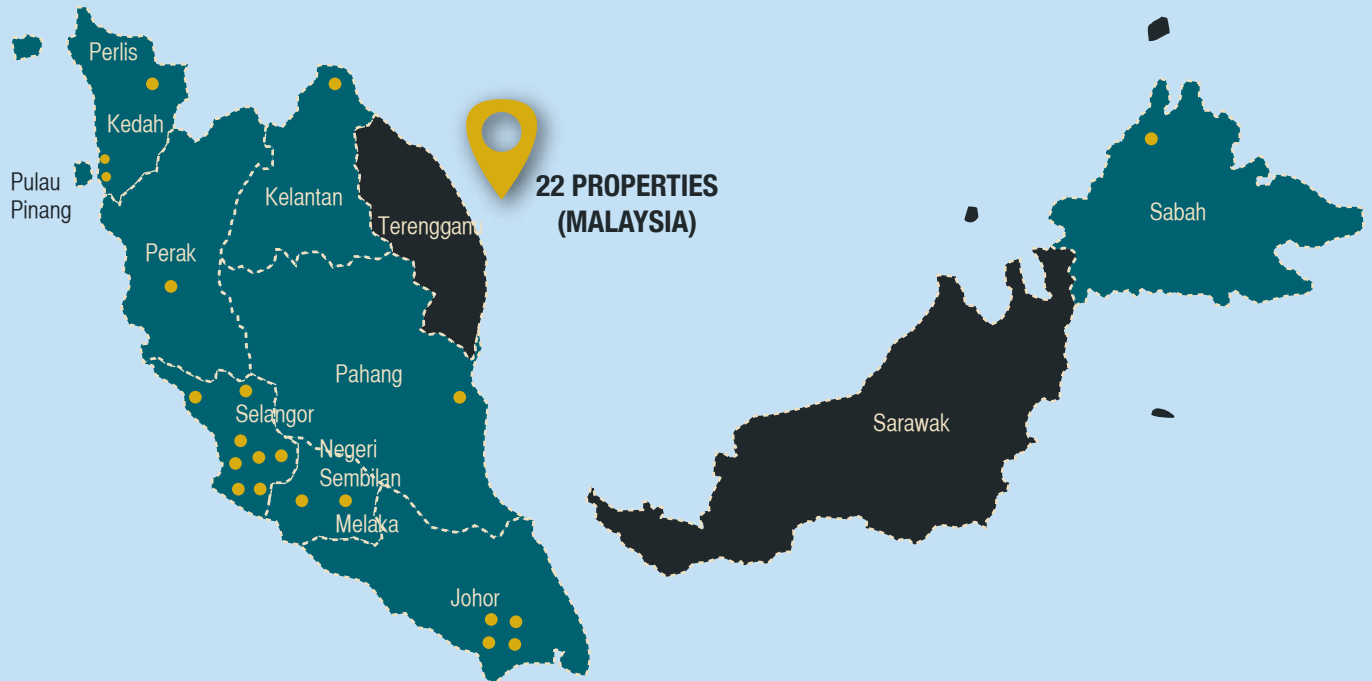 Perlis
Kedah
Pulau
Pinang
Kelantan
Terengganu
22 PROPERTIES
(MALAYSIA)
Perak
Pahang
Selangor
Negeri
Sembilan
Melaka
Johor
Sabah
Sarawak